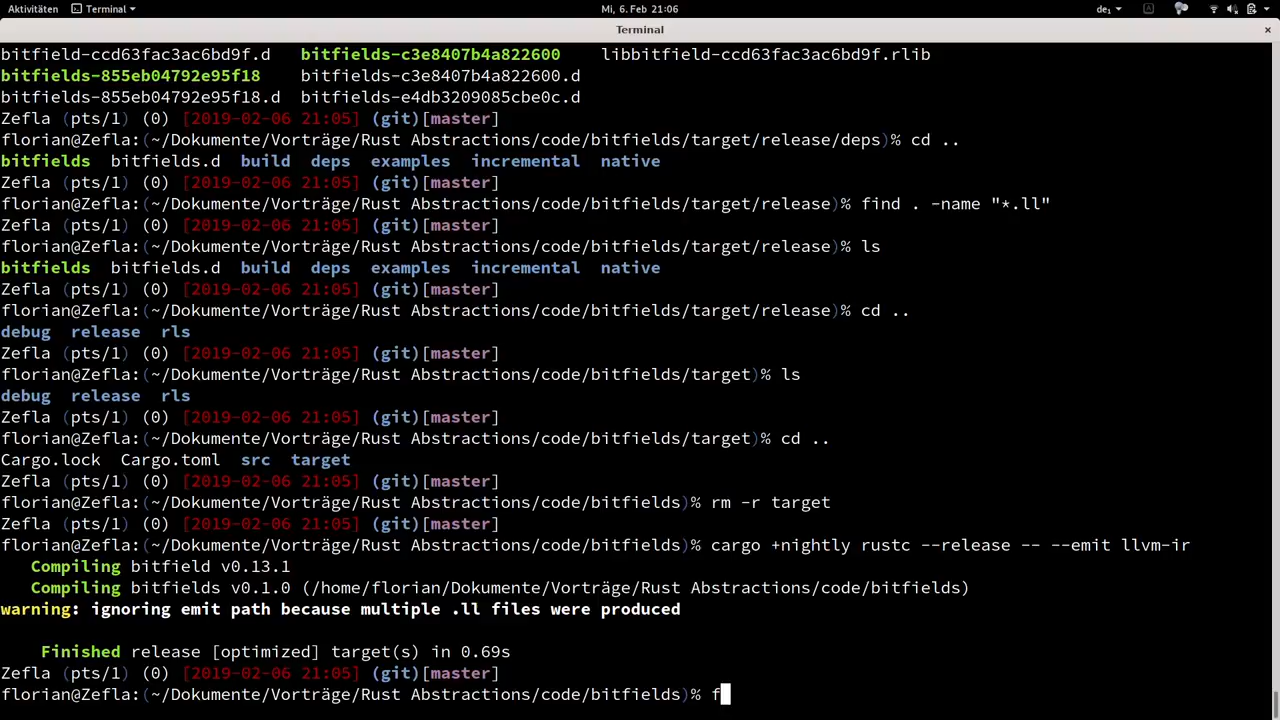 Aktivitäten Terminal Mi, 6. Feb 21:06 de₁ A
Terminal ×
bitfield-ccd63fac3ac6bd9f.d bitfields-c3e8407b4a822600 libbitfield-ccd63fac3ac6bd9f.rlib
bitfields-855eb04792e95f18 bitfields-c3e8407b4a822600.d
bitfields-855eb04792e95f18.d bitfields-e4db3209085cbe0c.d
Zefla (pts/1) (0) [2019-02-06 21:05] (git)[master]
florian@Zefla:(~/Dokumente/Vorträge/Rust Abstractions/code/bitfields/target/release/deps)% cd ..
bitfields bitfields.d build deps examples incremental native
Zefla (pts/1) (0) [2019-02-06 21:05] (git)[master]
florian@Zefla:(~/Dokumente/Vorträge/Rust Abstractions/code/bitfields/target/release)% find . -name "*.ll"
Zefla (pts/1) (0) [2019-02-06 21:05] (git)[master]
florian@Zefla:(~/Dokumente/Vorträge/Rust Abstractions/code/bitfields/target/release)% ls
bitfields bitfields.d build deps examples incremental native
Zefla (pts/1) (0) [2019-02-06 21:05] (git)[master]
florian@Zefla:(~/Dokumente/Vorträge/Rust Abstractions/code/bitfields/target/release)% cd ..
debug release rls
Zefla (pts/1) (0) [2019-02-06 21:05] (git)[master]
florian@Zefla:(~/Dokumente/Vorträge/Rust Abstractions/code/bitfields/target)% ls
debug release rls
Zefla (pts/1) (0) [2019-02-06 21:05] (git)[master]
florian@Zefla:(~/Dokumente/Vorträge/Rust Abstractions/code/bitfields/target)% cd ..
Cargo.lock Cargo.toml src target
Zefla (pts/1) (0) [2019-02-06 21:05] (git)[master]
florian@Zefla:(~/Dokumente/Vorträge/Rust Abstractions/code/bitfields)% rm -r target
Zefla (pts/1) (0) [2019-02-06 21:05] (git)[master]
florian@Zefla:(~/Dokumente/Vorträge/Rust Abstractions/code/bitfields)% cargo +nightly rustc --release -- --emit llvm-ir
Compiling bitfield v0.13.1
Compiling bitfields v0.1.0 (/home/florian/Dokumente/Vorträge/Rust Abstractions/code/bitfields)
warning: ignoring emit path because multiple .ll files were produced
Finished release [optimized] target(s) in 0.69s
Zefla (pts/1) (0) [2019-02-06 21:05] (git)[master]
florian@Zefla:(~/Dokumente/Vorträge/Rust Abstractions/code/bitfields)% f